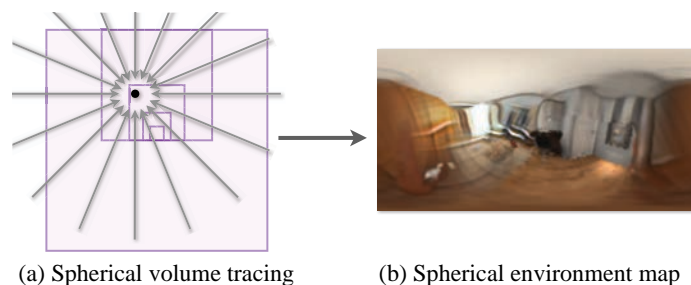 (a) Spherical volume tracing
(b) Spherical environment map